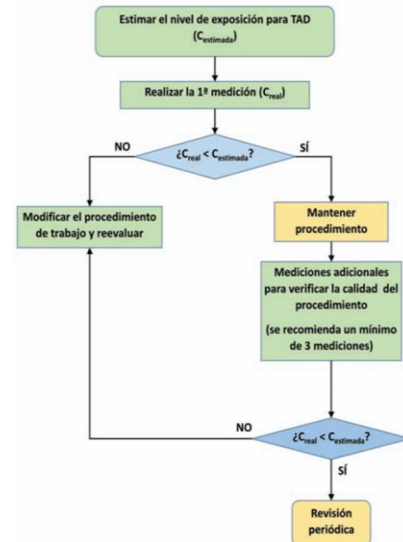 Estimar el nivel de exposición para TAD
(Cestimada)
Realizar la 1ª medición (Creal)
¿Creal < Cestimada?
NO
SÍ
Modificar el procedimiento
de trabajo y reevaluar
Mantener
procedimiento
Mediciones adicionales
para verificar la calidad del
procedimiento
(se recomienda un mínimo
de 3 mediciones)
¿Creal < Cestimada?
NO
SÍ
Revisión
periódica